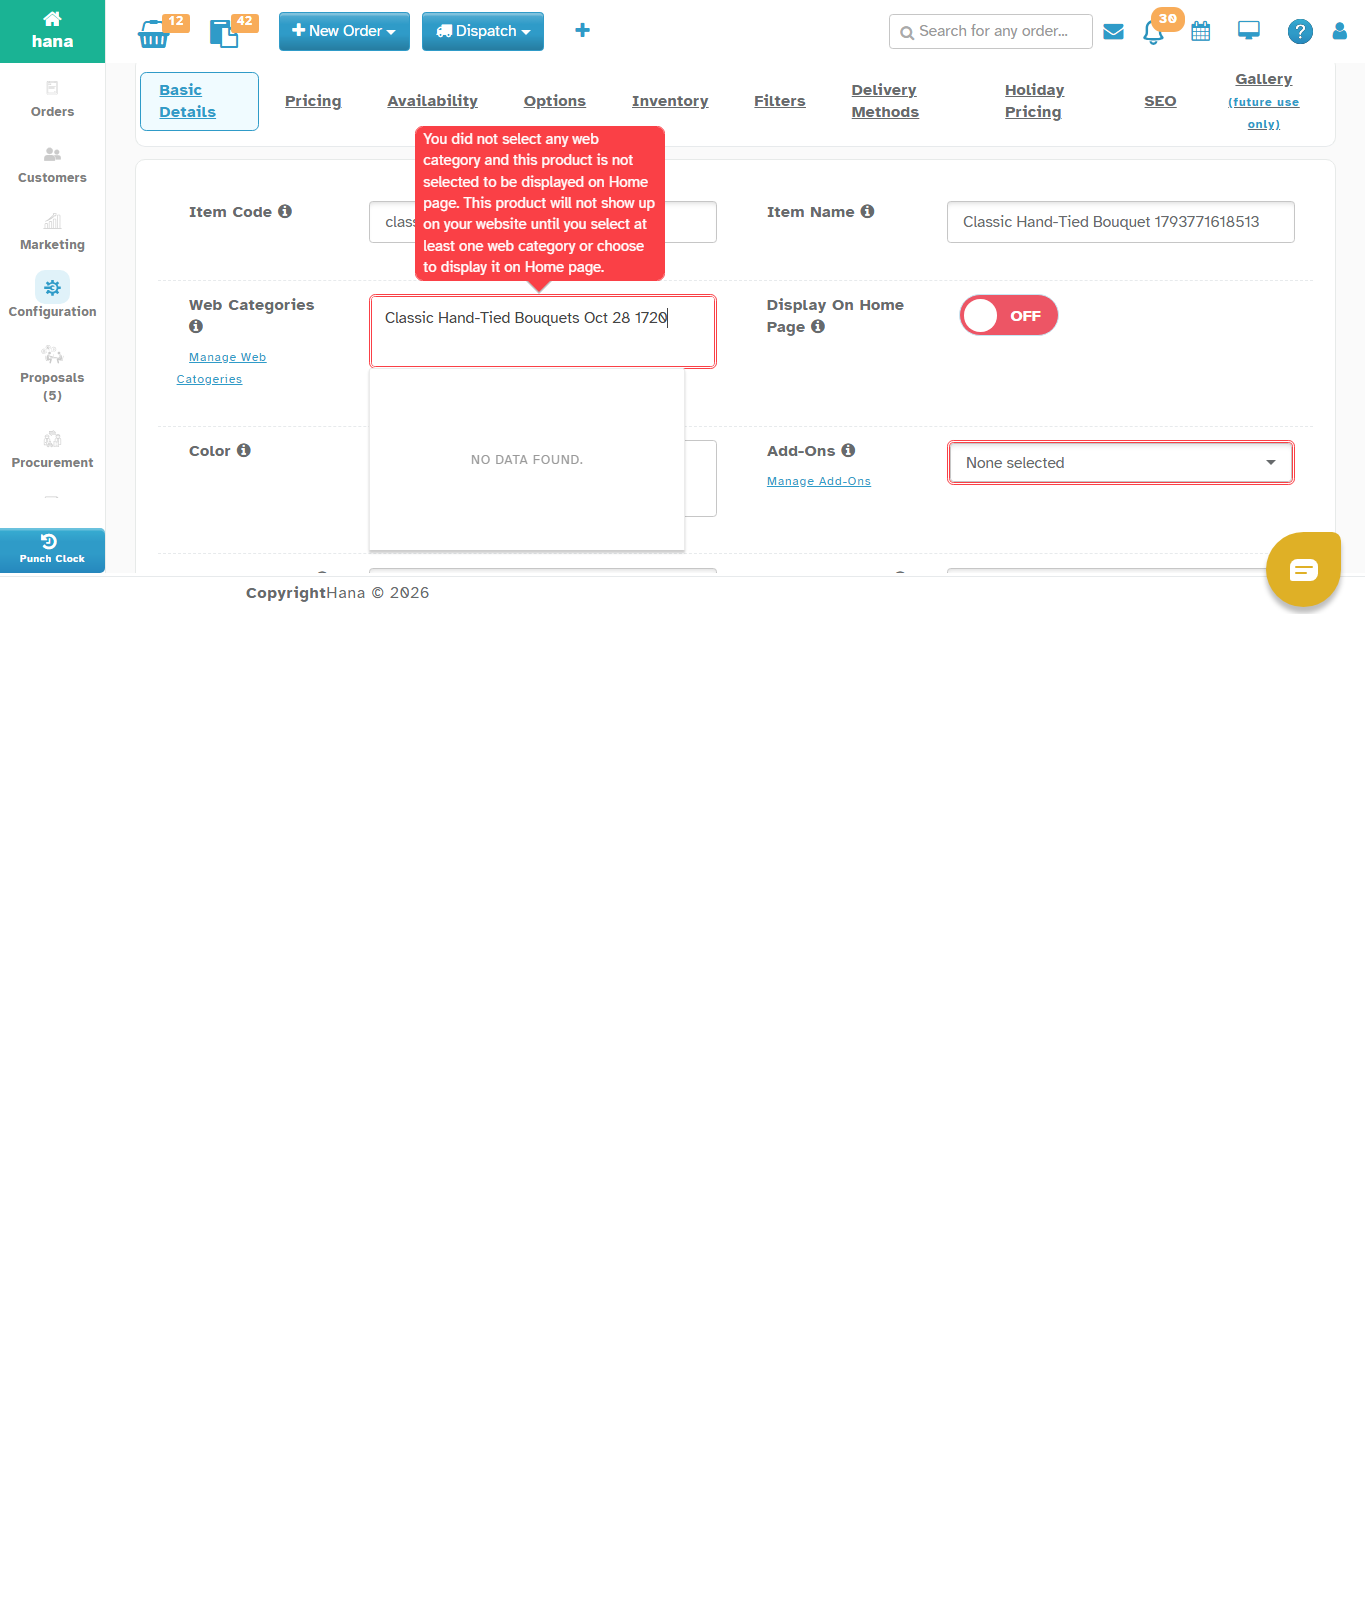 hana
12
42
New Order
Dispatch
Search for any order...
30
Orders
Customers
Marketing
Configuration
Proposals
(5)
Procurement
Punch Clock
Basic
Details
Pricing
Availability
Options
Inventory
Filters
Delivery
Methods
Holiday
Pricing
SEO
Gallery
(future use
only)
You did not select any web
category and this product is not
selected to be displayed on Home
page. This product will not show up
on your website until you select at
least one web category or choose
to display it on Home page.
Item Code
clas
Item Name
Classic Hand-Tied Bouquet 1793771618513
Web Categories
Manage Web
Catogeries
Classic Hand-Tied Bouquets Oct 28 1720
Display On Home
Page
OFF
NO DATA FOUND.
Color
Add-Ons
Manage Add-Ons
None selected
CopyrightHana © 2026